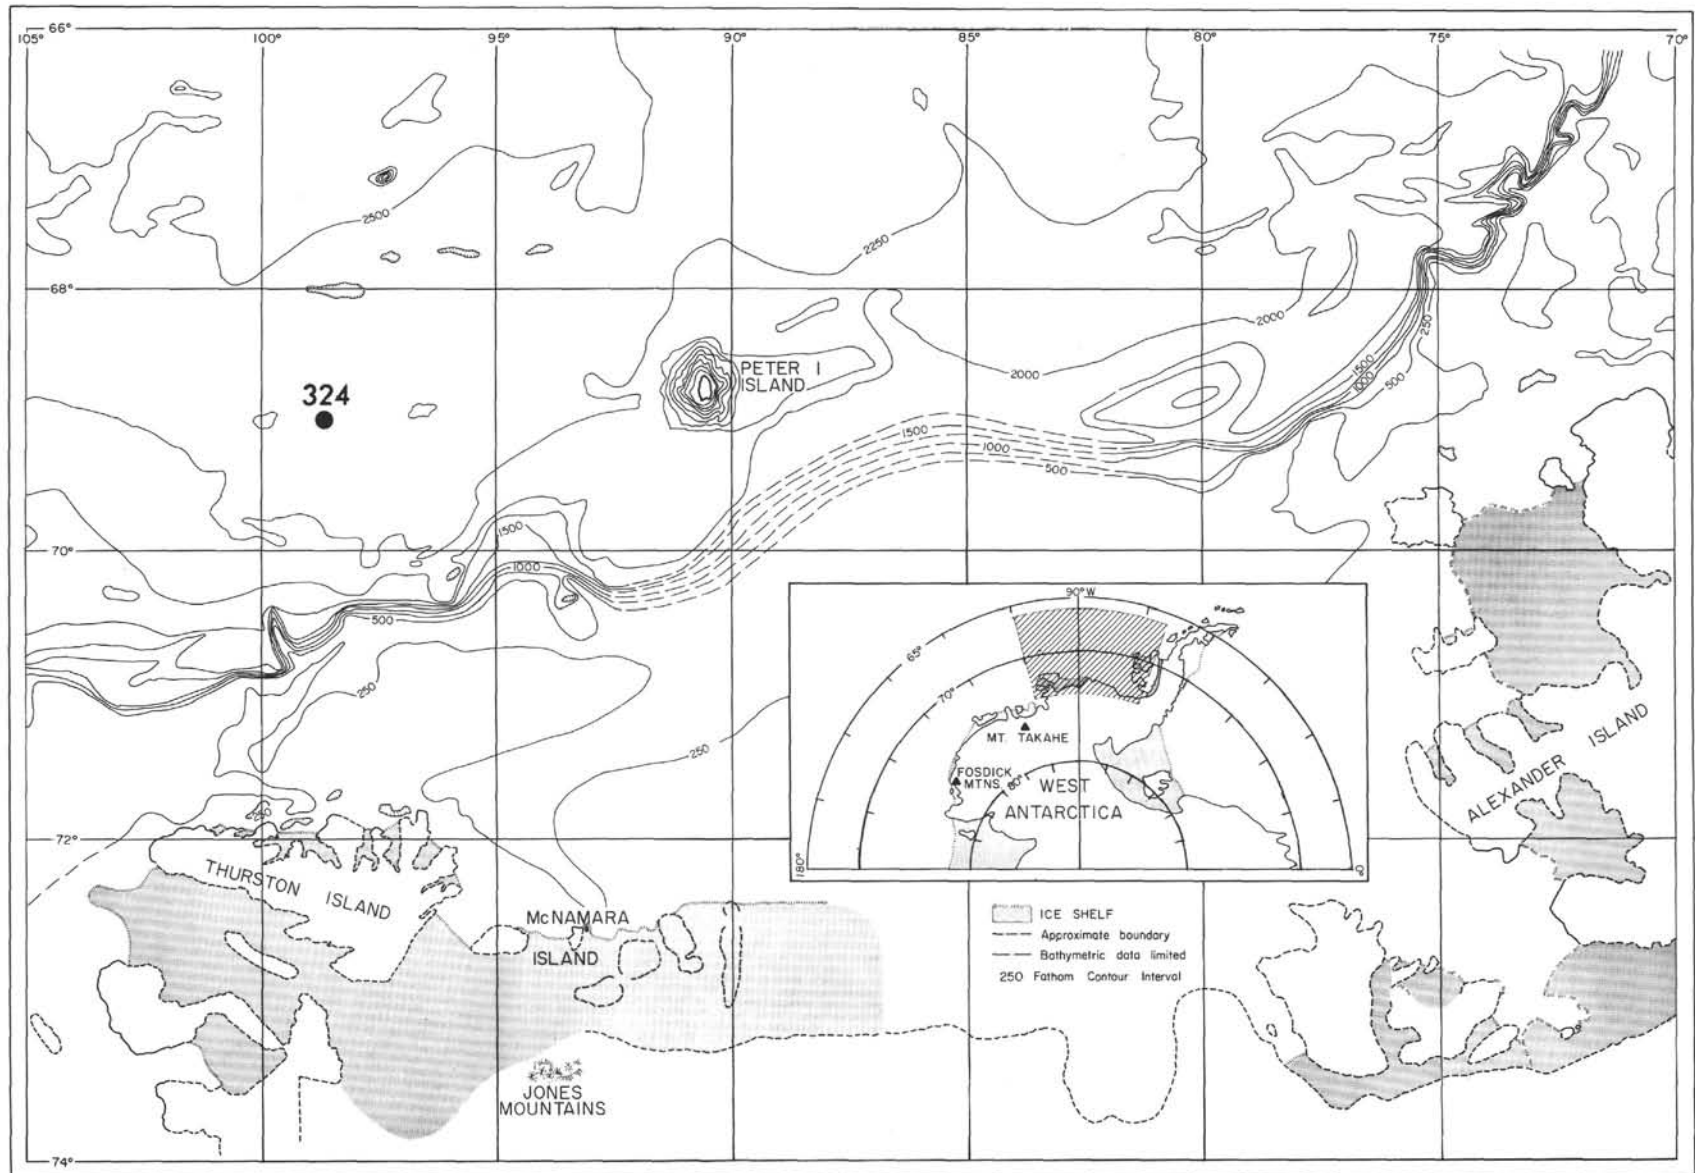 66°
105°
100°
95°
90°
85°
80°
75°
70°
2500
2250
68°
250
2000
2000
PETER I
ISLAND
1500
1000
500
324
1500
1000
500
1500
70°
1000
500
90° W
65°
70°
250
MT. TAKAHE
250
FOSDICK
MTNS.
80°
WEST
ANTARCTICA
ALEXANDER ISLAND
250
72°
180°
0°
THURSTON ISLAND
McNAMARA
ISLAND
ICE SHELF
Approximate boundary
Bathymetric data limited
250 Fathom Contour Interval
JONES
MOUNTAINS
74°